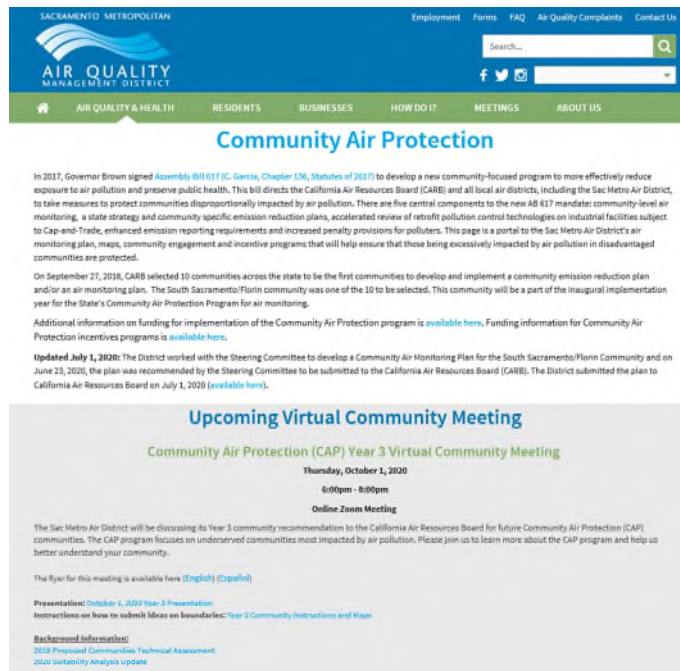 SACRAMENTO METROPOLITAN
Employment Forms FAQ Air Quality Complaints Contact Us
Search...
AIR QUALITY
MANAGEMENT DISTRICT
AIR QUALITY & HEALTH RESIDENTS BUSINESSES HOW DO I? MEETINGS ABOUT US
Community Air Protection
In 2017, Governor Brown signed Assembly Bill 617 (C. Garcia, Chapter 136, Statutes of 2017) to develop a new community-focused program to more effectively reduce
exposure to air pollution and preserve public health. This bill directs the California Air Resources Board (CARB) and all local air districts, including the Sac Metro Air District,
to take measures to protect communities disproportionally impacted by air pollution. There are five central components to the new AB 617 mandate: community-level air
monitoring, a state strategy and community specific emission reduction plans, accelerated review of retrofit pollution control technologies on industrial facilities subject
to Cap-and-Trade, enhanced emission reporting requirements and increased penalty provisions for polluters. This page is a portal to the Sac Metro Air District's air
monitoring plan, maps, community engagement and incentive programs that will help ensure that those being excessively impacted by air pollution in disadvantaged
communities are protected.
On September 27, 2018, CARB selected 10 communities across the state to be the first communities to develop and implement a community emission reduction plan
and/or an air monitoring plan. The South Sacramento/Florin community was one of the 10 to be selected. This community will be a part of the inaugural implementation
year for the State's Community Air Protection Program for air monitoring.
Additional information on funding for implementation of the Community Air Protection program is available here. Funding information for Community Air
Protection incentives programs is available here.
Updated July 1, 2020: The District worked with the Steering Committee to develop a Community Air Monitoring Plan for the South Sacramento/Florin Community and on
June 23, 2020, the plan was recommended by the Steering Committee to be submitted to the California Air Resources Board (CARB). The District submitted the plan to
California Air Resources Board on July 1, 2020 (available here).
Upcoming Virtual Community Meeting
Community Air Protection (CAP) Year 3 Virtual Community Meeting
Thursday, October 1, 2020
6:00pm - 8:00pm
Online Zoom Meeting
The Sac Metro Air District will be discussing its Year 3 community recommendation to the California Air Resources Board for future Community Air Protection (CAP)
communities. The CAP program focuses on underserved communities most impacted by air pollution. Please join us to learn more about the CAP program and help us
better understand your community.
The flyer for this meeting is available here (English) (Español)
Presentation: October 1, 2020 Year 3 Presentation
Instructions on how to submit ideas on boundaries: Year 3 Community Instructions and Maps
Background Information:
2018 Proposed Communities Technical Assessment
2020 Suitability Analysis Update